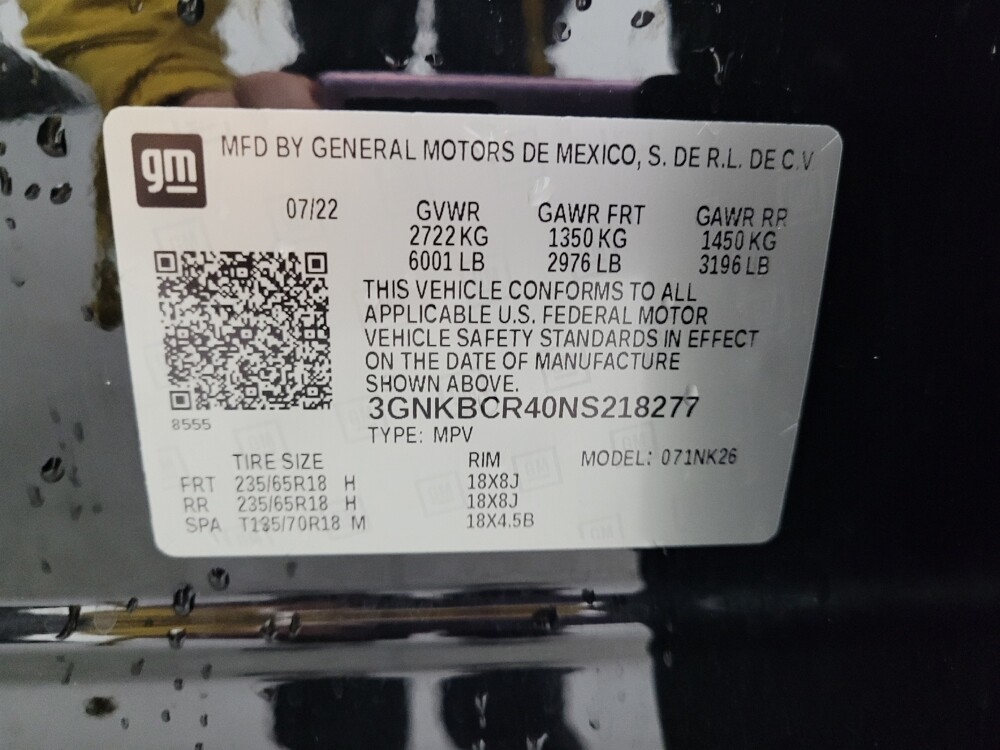 gm
MFD BY GENERAL MOTORS DE MEXICO, S. DE R.L. DE C.V
07/22 GVWR GAWR FRT GAWR RR
2722 KG 1350 KG 1450 KG
6001 LB 2976 LB 3196 LB
THIS VEHICLE CONFORMS TO ALL
APPLICABLE U.S. FEDERAL MOTOR
VEHICLE SAFETY STANDARDS IN EFFECT
ON THE DATE OF MANUFACTURE
SHOWN ABOVE.
3GNKBCR40NS218277
8555
TYPE: MPV
TIRE SIZE RIM MODEL: 071NK26
FRT 235/65R18 H 18X8J
RR 235/65R18 H 18X8J
SPA T135/70R18 M 18X4.5B